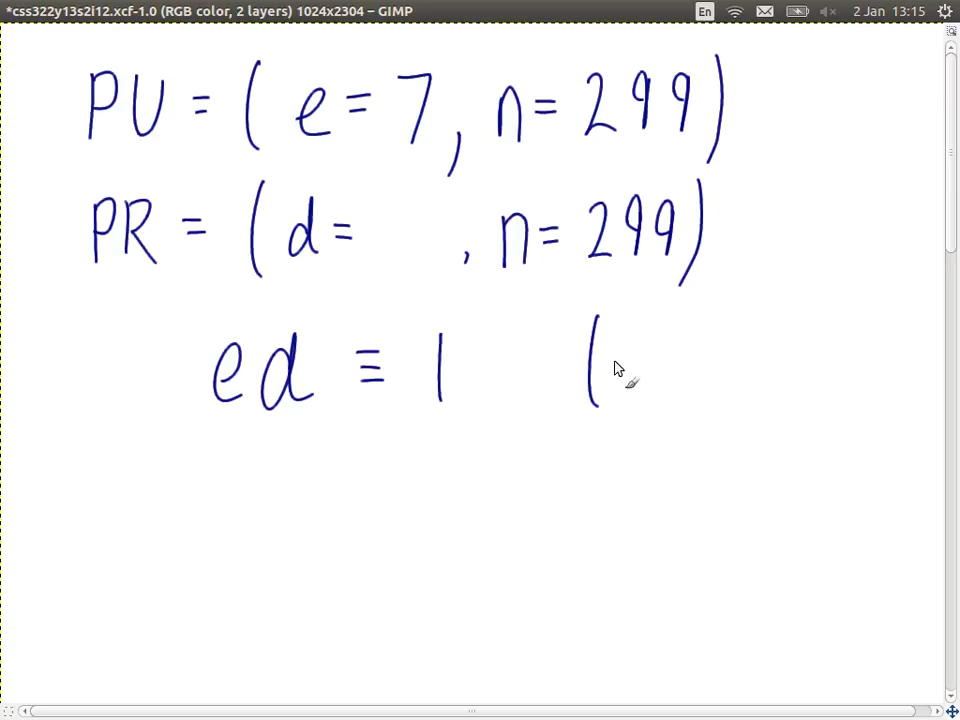 *css322y13s2i12.xcf-1.0 (RGB color, 2 layers) 1024x2304 – GIMP En 2 Jan 13:15
PU = ( e = 7, n = 299)
PR = ( d = , n = 299)
ed ≡ 1 (